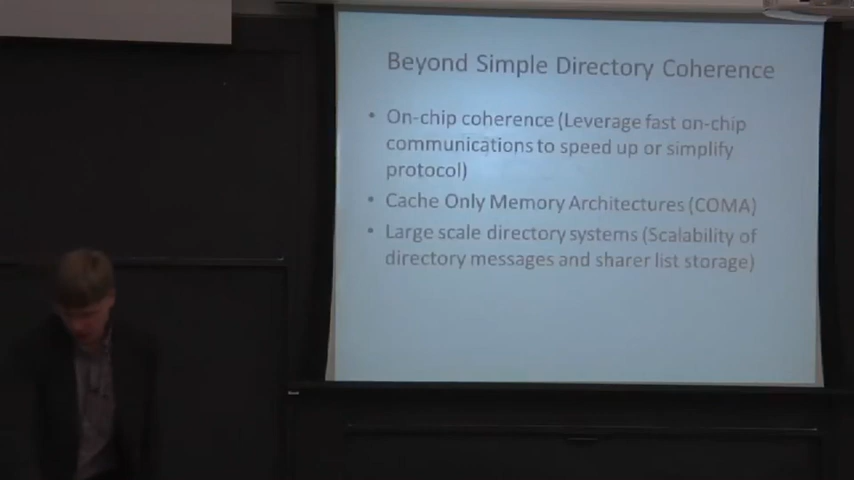 Beyond Simple Directory Coherence
• On-chip coherence (Leverage fast on-chip
communications to speed up or simplify
protocol)
• Cache Only Memory Architectures (COMA)
• Large scale directory systems (Scalability of
directory messages and sharer list storage)